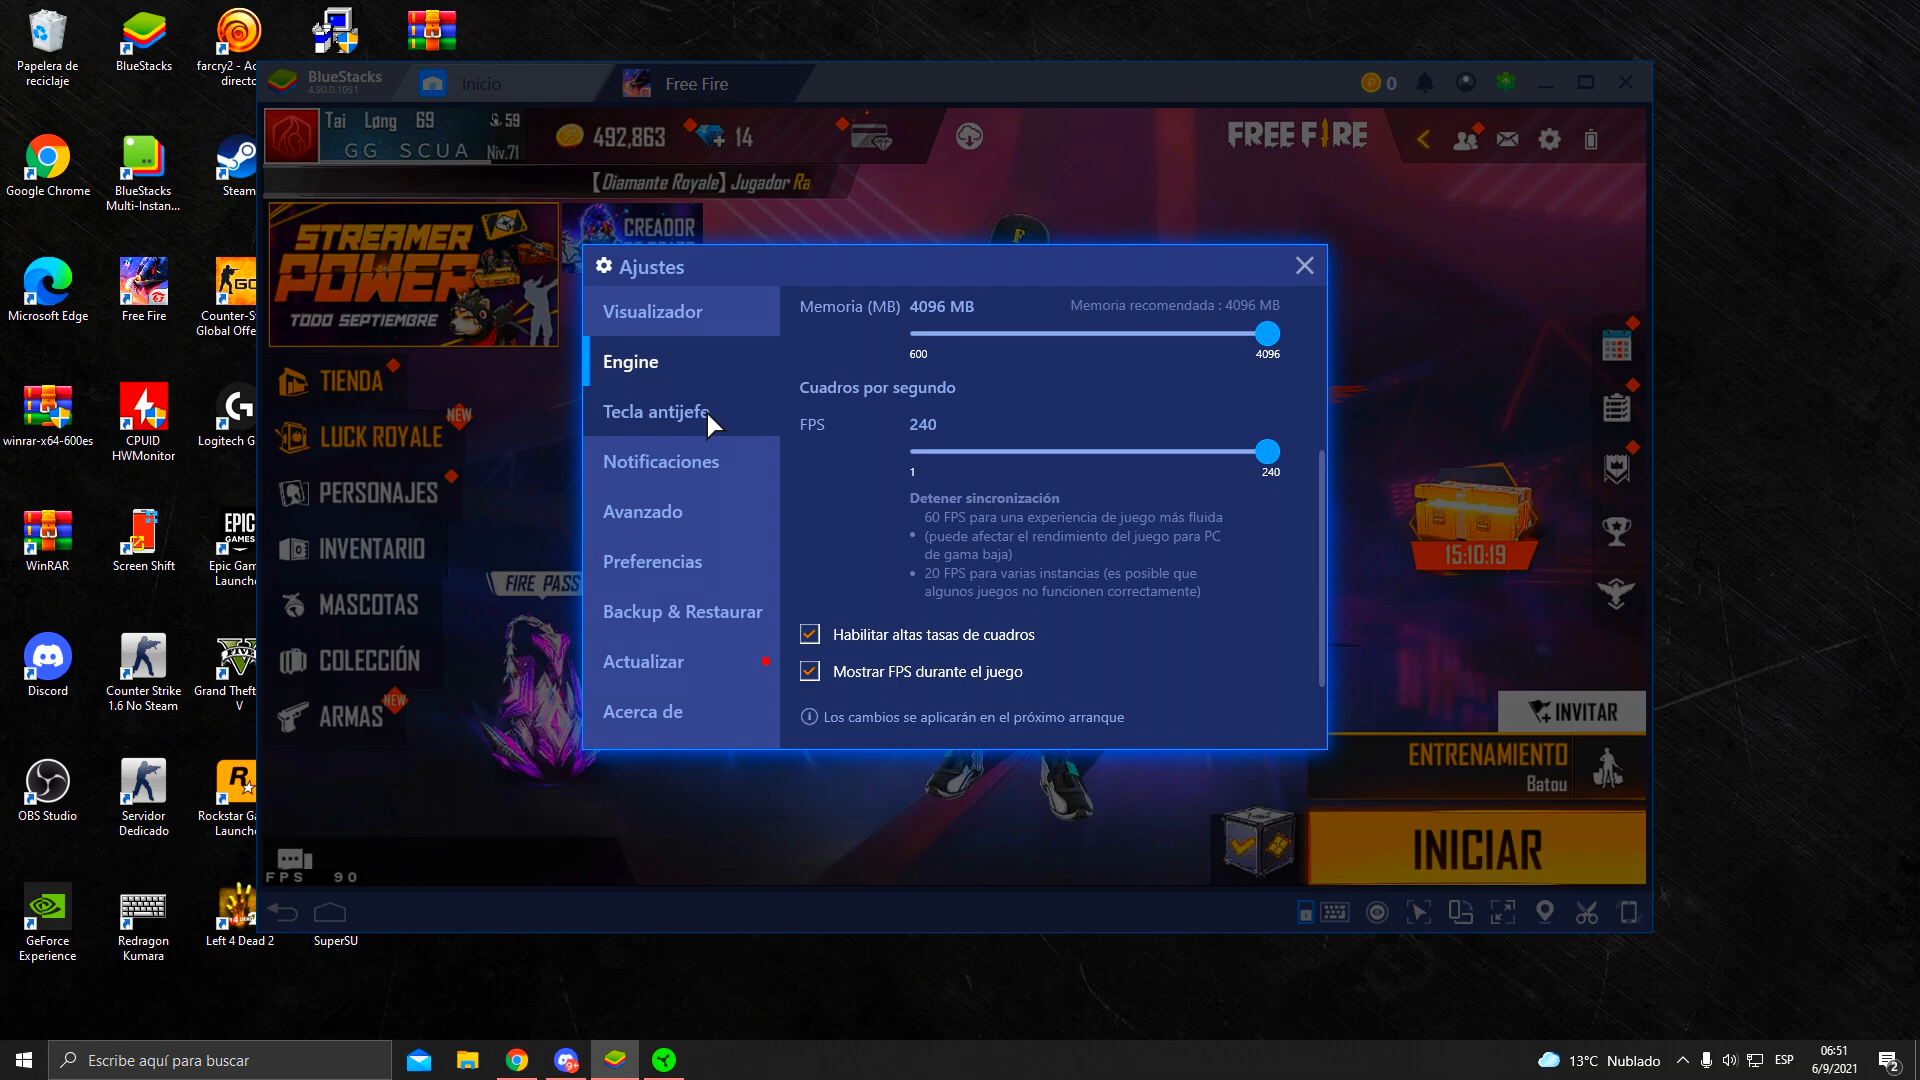 Papelera de
reciclaje
BlueStacks
farcry2 - Ac
directo
Google Chrome
BlueStacks
Multi-Instan...
Steam
Microsoft Edge
Free Fire
Counter-S
Global Offe
winrar-x64-600es
CPUID
HWMonitor
Logitech G
WinRAR
Screen Shift
EPIC
GAMES
Epic Gam
Launch
Discord
Counter Strike
1.6 No Steam
Grand Theft
V
OBS Studio
Servidor
Dedicado
Rockstar Ga
Launche
GeForce
Experience
Redragon
Kumara
Left 4 Dead 2
SuperSU
BlueStacks
4.90.0.1051
Inicio
Free Fire
0
Tai Løng 69
59
GG SCUA
Niv.71
492,863
14
FREE FIRE
【Diamante Royale】 Jugador Ra
STREAMER
POWER
TODO SEPTIEMBRE
CREADOR
TIENDA
LUCK ROYALE
NEW
PERSONAJES
INVENTARIO
MASCOTAS
COLECCIÓN
ARMAS
NEW
FIRE PASS
FPS 90
Ajustes
Visualizador
Engine
Tecla antijefe
Notificaciones
Avanzado
Preferencias
Backup & Restaurar
Actualizar
Acerca de
Memoria (MB) 4096 MB
Memoria recomendada : 4096 MB
600
4096
Cuadros por segundo
FPS
240
1
240
Detener sincronización
60 FPS para una experiencia de juego más fluida
• (puede afectar el rendimiento del juego para PC
de gama baja)
• 20 FPS para varias instancias (es posible que
algunos juegos no funcionen correctamente)
Habilitar altas tasas de cuadros
Mostrar FPS durante el juego
Los cambios se aplicarán en el próximo arranque
15:10:19
INVITAR
ENTRENAMIENTO
Batou
INICIAR
Escribe aquí para buscar
9+
13°C Nublado
ESP
06:51
6/9/2021
2